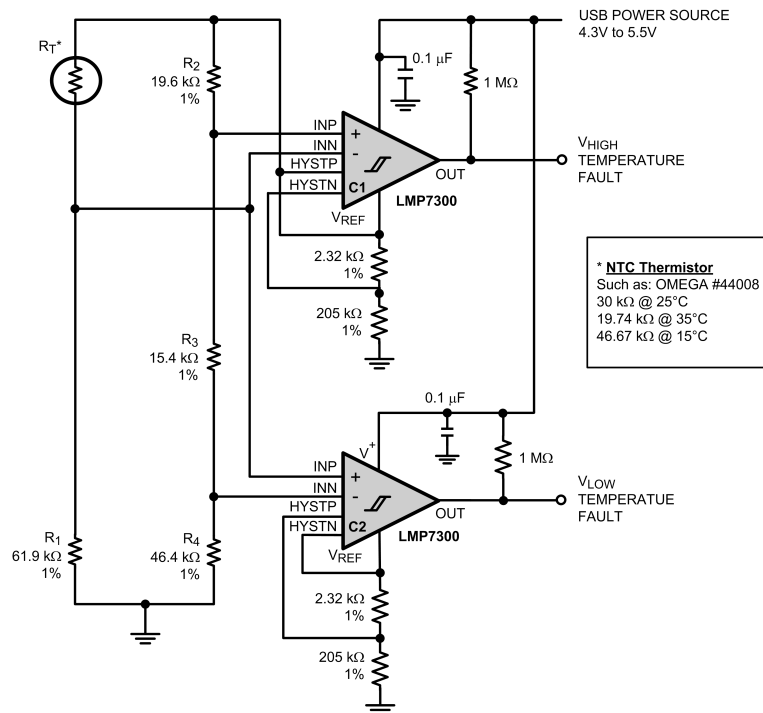 USB POWER SOURCE
4.3V to 5.5V
RT*
R2
19.6 kΩ
1%
0.1 μF
1 MΩ
INP
INN
HYSTP
HYSTN
+
-
C1
OUT
LMP7300
VREF
VHIGH
TEMPERATURE
FAULT
2.32 kΩ
1%
205 kΩ
1%
* NTC Thermistor
Such as: OMEGA #44008
30 kΩ @ 25°C
19.74 kΩ @ 35°C
46.67 kΩ @ 15°C
R3
15.4 kΩ
1%
0.1 μF
V+
1 MΩ
INP
INN
HYSTP
HYSTN
+
-
C2
OUT
LMP7300
VREF
VLOW
TEMPERATUE
FAULT
R1
61.9 kΩ
1%
R4
46.4 kΩ
1%
2.32 kΩ
1%
205 kΩ
1%